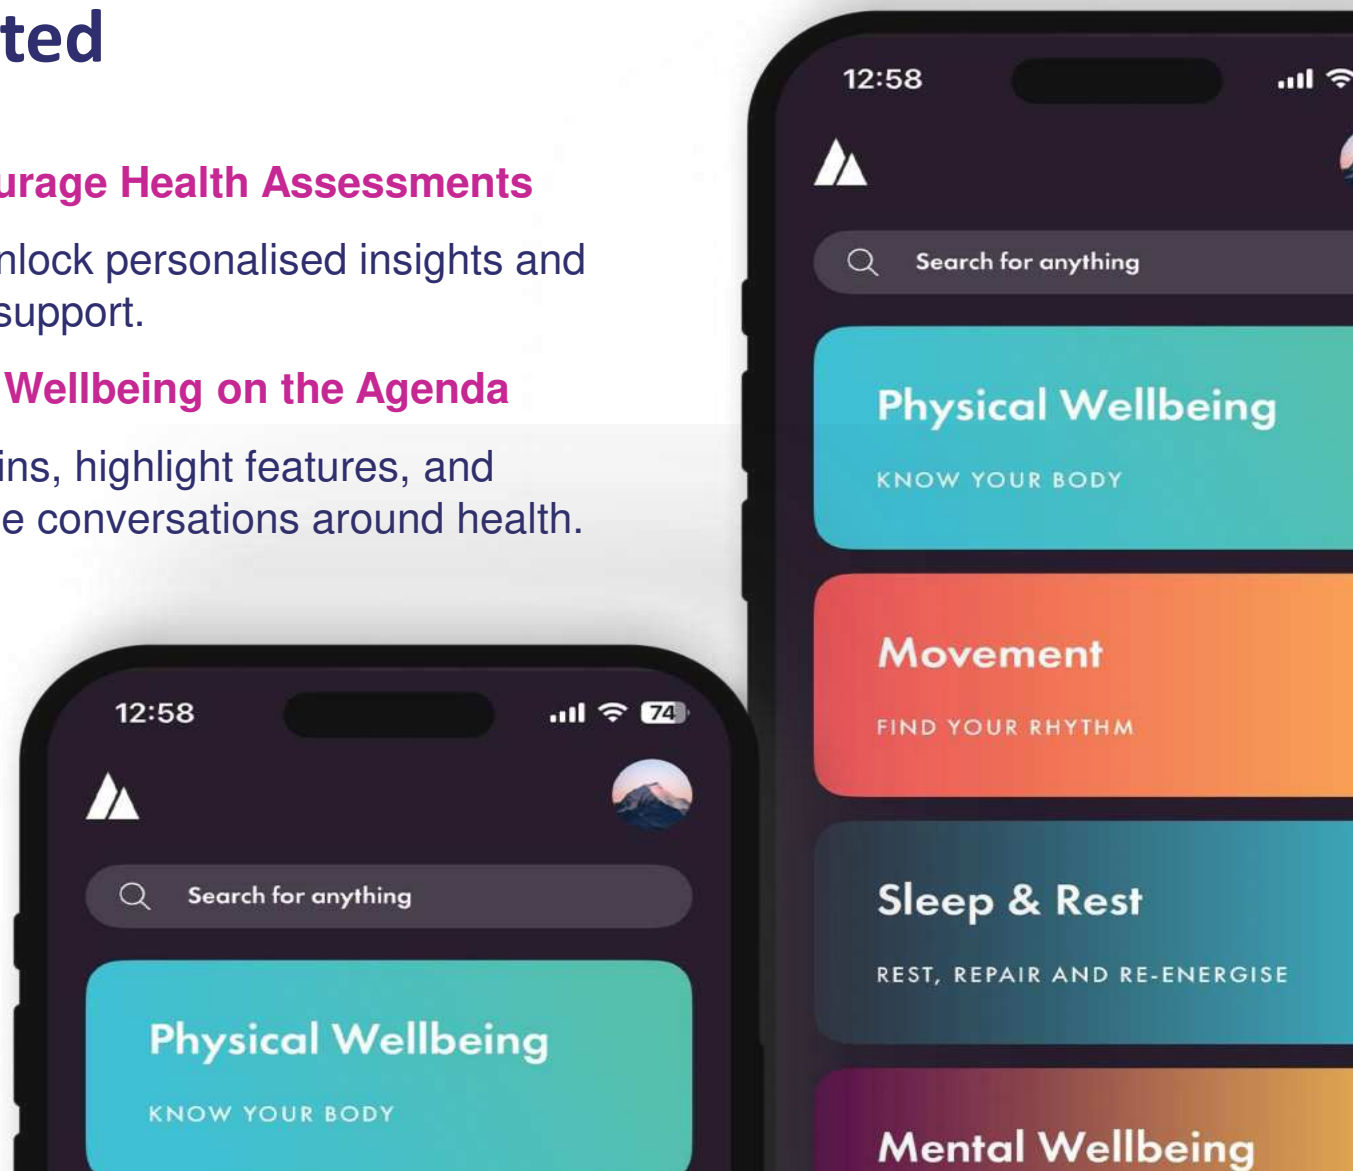 ted
urage Health Assessments
nlock personalised insights and
support.
Wellbeing on the Agenda
ins, highlight features, and
e conversations around health.
12:58
74
Search for anything
Physical Wellbeing
KNOW YOUR BODY
12:58
Search for anything
Physical Wellbeing
KNOW YOUR BODY
Movement
FIND YOUR RHYTHM
Sleep & Rest
REST, REPAIR AND RE-ENERGISE
Mental Wellbeing